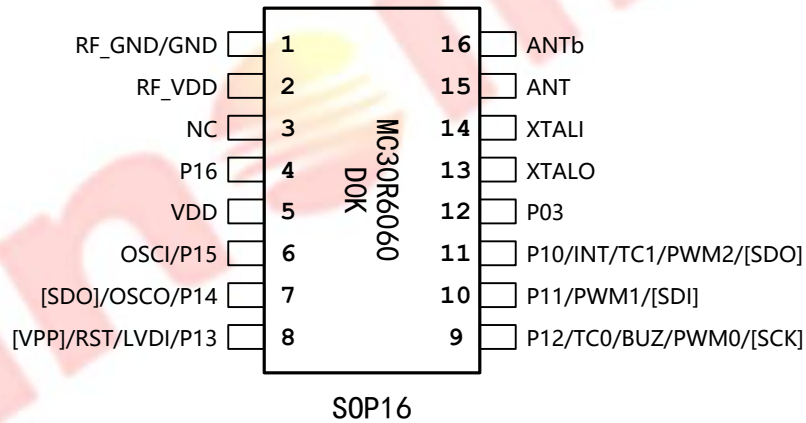 RF_GND/GND 1 16 ANTb
RF_VDD 2 15 ANT
NC 3 14 XTALI
P16 4 13 XTALO
VDD 5 12 P03
OSCI/P15 6 11 P10/INT/TC1/PWM2/[SDO]
[SDO]/OSCO/P14 7 10 P11/PWM1/[SDI]
[VPP]/RST/LVDI/P13 8 9 P12/TC0/BUZ/PWM0/[SCK]
MC30R6060
D0K
SOP16